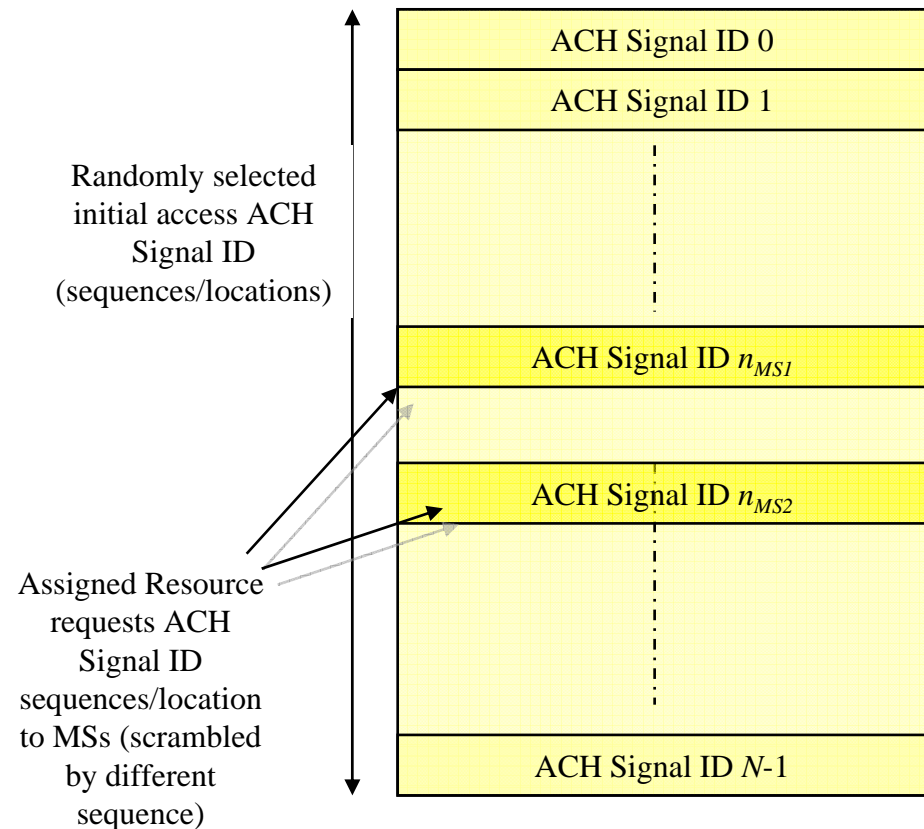 ACH Signal ID 0
ACH Signal ID 1
Randomly selected
initial access ACH
Signal ID
(sequences/locations)
ACH Signal ID n_MS1
ACH Signal ID n_MS2
Assigned Resource
requests ACH
Signal ID
sequences/location
to MSs (scrambled
by different
sequence)
ACH Signal ID N-1